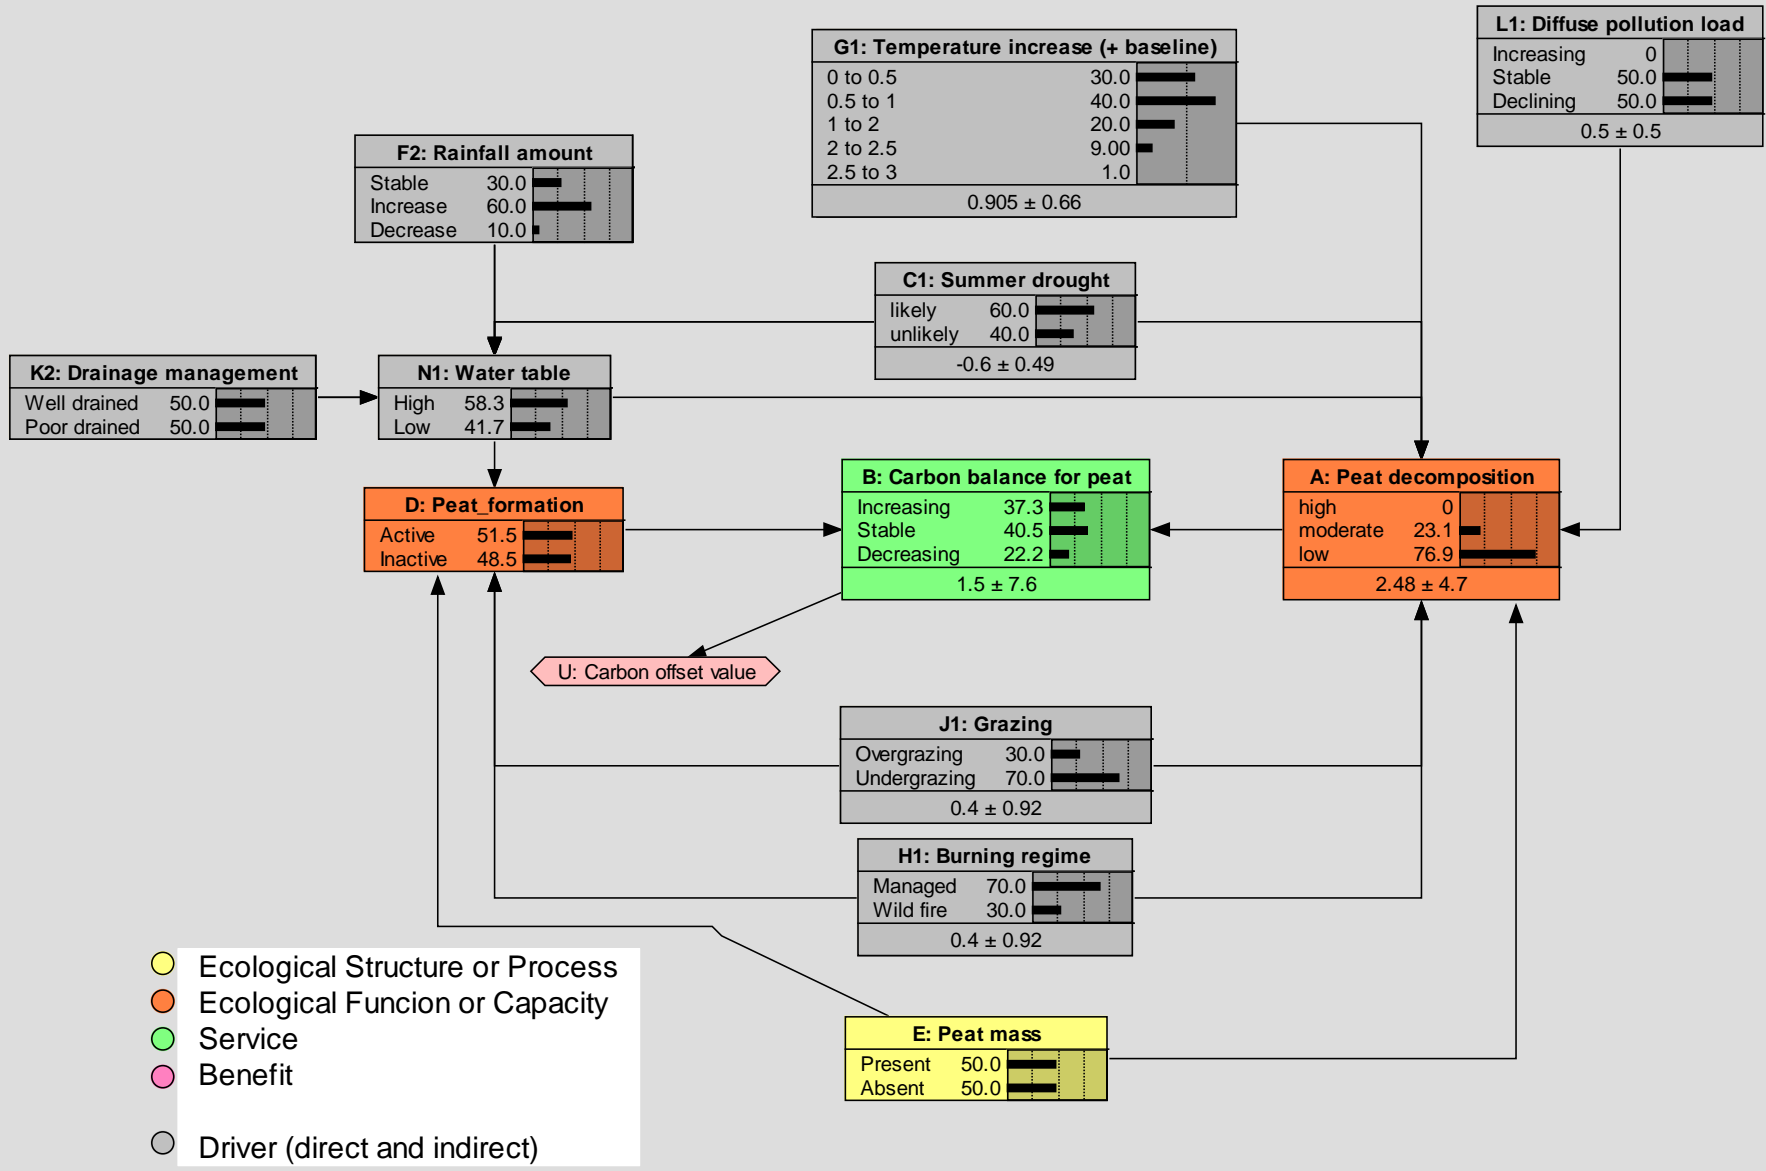 L1: Diffuse pollution load
Increasing 0
Stable 50.0
Declining 50.0
0.5 ± 0.5
G1: Temperature increase (+ baseline)
0 to 0.5 30.0
0.5 to 1 40.0
1 to 2 20.0
2 to 2.5 9.00
2.5 to 3 1.0
0.905 ± 0.66
F2: Rainfall amount
Stable 30.0
Increase 60.0
Decrease 10.0
C1: Summer drought
likely 60.0
unlikely 40.0
-0.6 ± 0.49
K2: Drainage management
Well drained 50.0
Poor drained 50.0
N1: Water table
High 58.3
Low 41.7
D: Peat_formation
Active 51.5
Inactive 48.5
B: Carbon balance for peat
Increasing 37.3
Stable 40.5
Decreasing 22.2
1.5 ± 7.6
A: Peat decomposition
high 0
moderate 23.1
low 76.9
2.48 ± 4.7
U: Carbon offset value
J1: Grazing
Overgrazing 30.0
Undergrazing 70.0
0.4 ± 0.92
H1: Burning regime
Managed 70.0
Wild fire 30.0
0.4 ± 0.92
E: Peat mass
Present 50.0
Absent 50.0
Ecological Structure or Process
Ecological Funcion or Capacity
Service
Benefit
Driver (direct and indirect)